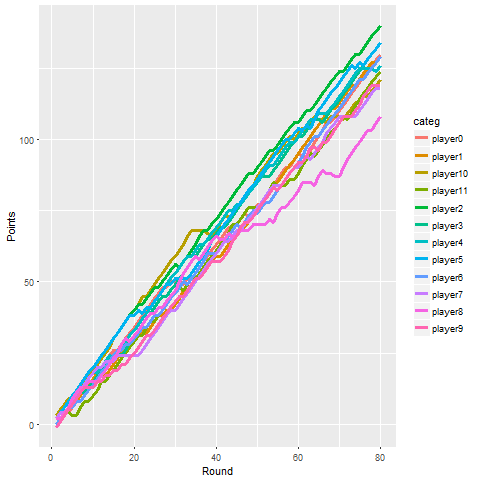 100
50
0
Points
0
20
40
60
80
Round
categ
player0
player1
player10
player11
player2
player3
player4
player5
player6
player7
player8
player9